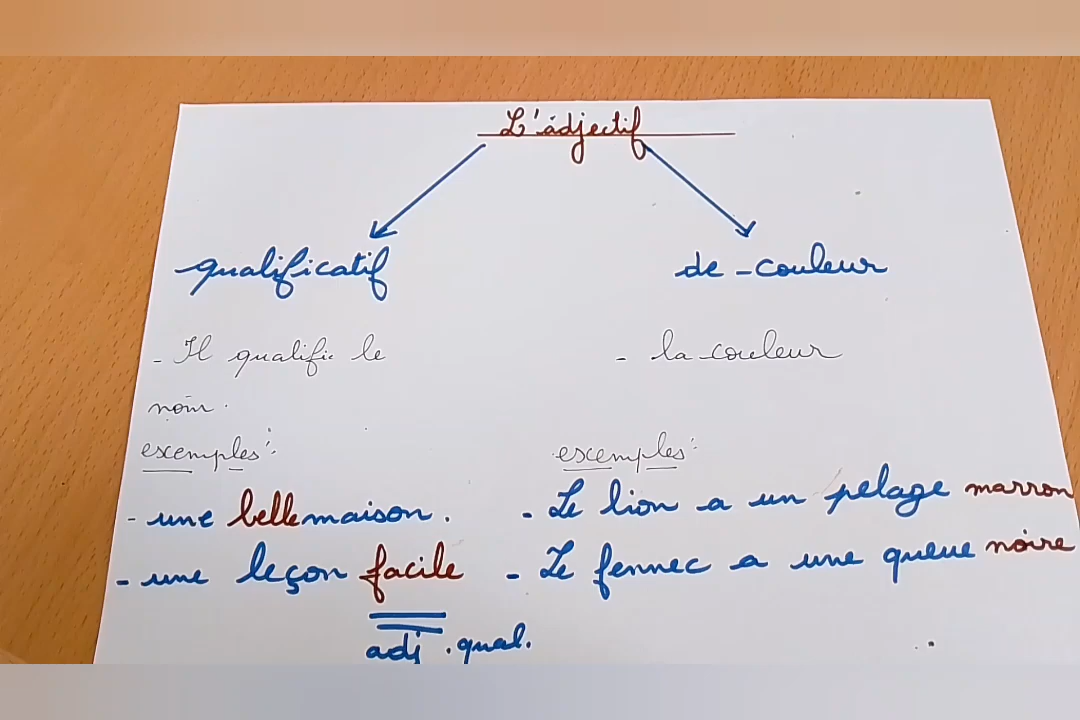 L'adjectif
qualificatif
de-couleur
- Il qualifie le
nom.
exemples:
- une belle maison.
- une leçon facile
adj.qual.
- la couleur
exemples:
- Le lion a un pelage marron
- Le fennec a une queue noire